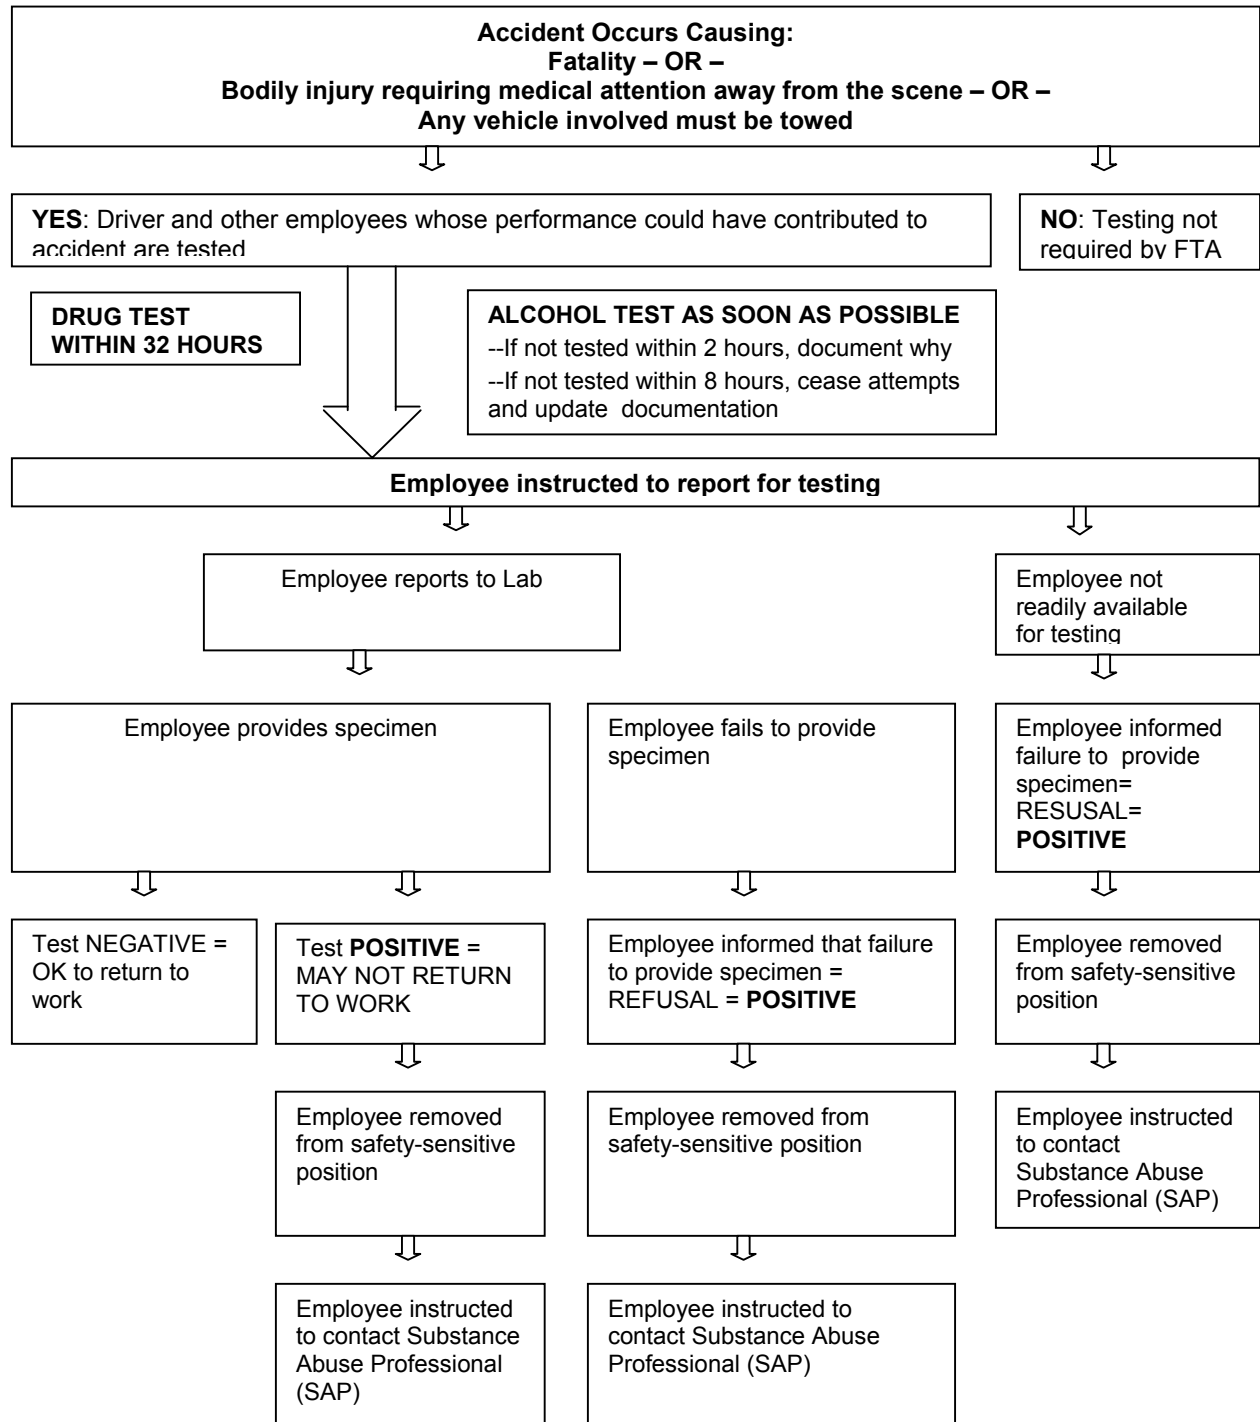 Accident Occurs Causing:
Fatality – OR –
Bodily injury requiring medical attention away from the scene – OR –
Any vehicle involved must be towed
YES: Driver and other employees whose performance could have contributed to
accident are tested
NO: Testing not
required by FTA
DRUG TEST
WITHIN 32 HOURS
ALCOHOL TEST AS SOON AS POSSIBLE
--If not tested within 2 hours, document why
--If not tested within 8 hours, cease attempts
and update documentation
Employee instructed to report for testing
Employee reports to Lab
Employee not
readily available
for testing
Employee provides specimen
Employee fails to provide
specimen
Employee informed
failure to provide
specimen=
RESUSAL=
POSITIVE
Test NEGATIVE =
OK to return to
work
Test POSITIVE =
MAY NOT RETURN
TO WORK
Employee informed that failure
to provide specimen =
REFUSAL = POSITIVE
Employee removed
from safety-sensitive
position
Employee removed
from safety-sensitive
position
Employee removed from
safety-sensitive position
Employee instructed
to contact
Substance Abuse
Professional (SAP)
Employee instructed
to contact Substance
Abuse Professional
(SAP)
Employee instructed to
contact Substance Abuse
Professional (SAP)